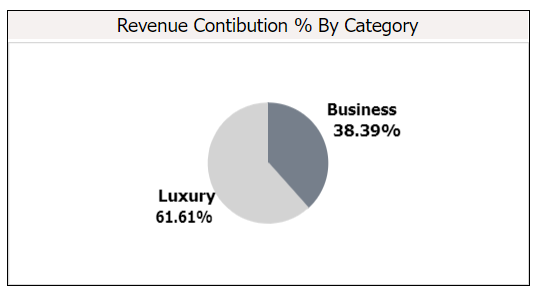 Revenue Contibution % By Category
Business
38.39%
Luxury
61.61%